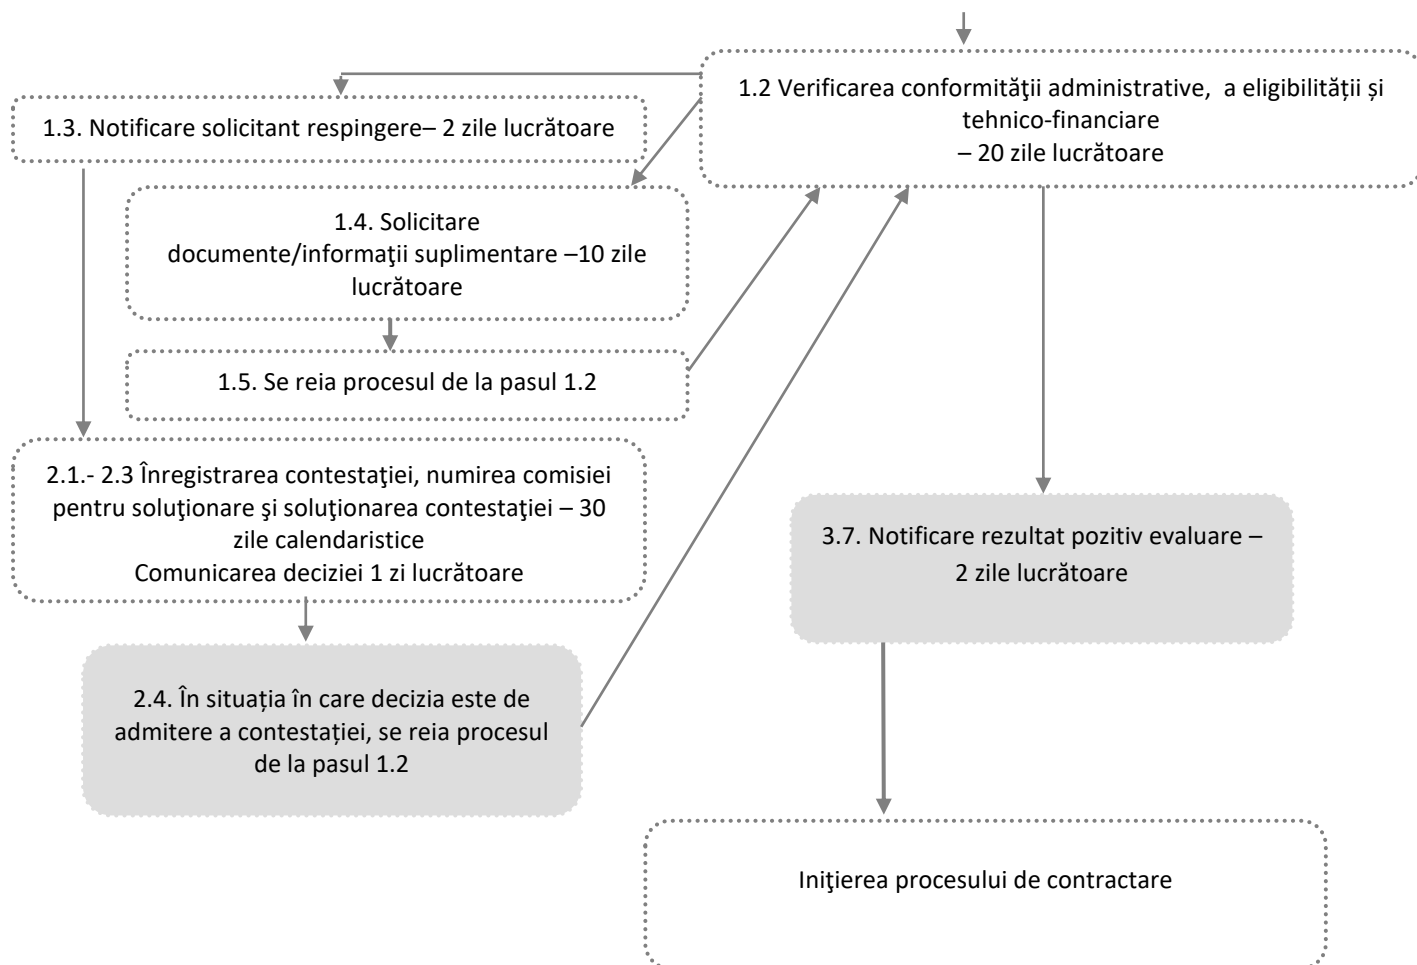 1.2 Verificarea conformităţii administrative,  a eligibilității și
tehnico-financiare
– 20 zile lucrătoare
1.3. Notificare solicitant respingere– 2 zile lucrătoare
1.4. Solicitare
documente/informaţii suplimentare –10 zile
lucrătoare
1.5. Se reia procesul de la pasul 1.2
2.1.- 2.3 Înregistrarea contestaţiei, numirea comisiei
pentru soluţionare şi soluţionarea contestaţiei – 30
zile calendaristice
Comunicarea deciziei 1 zi lucrătoare
3.7. Notificare rezultat pozitiv evaluare –
2 zile lucrătoare
2.4. În situația în care decizia este de
admitere a contestației, se reia procesul
de la pasul 1.2
Iniţierea procesului de contractare